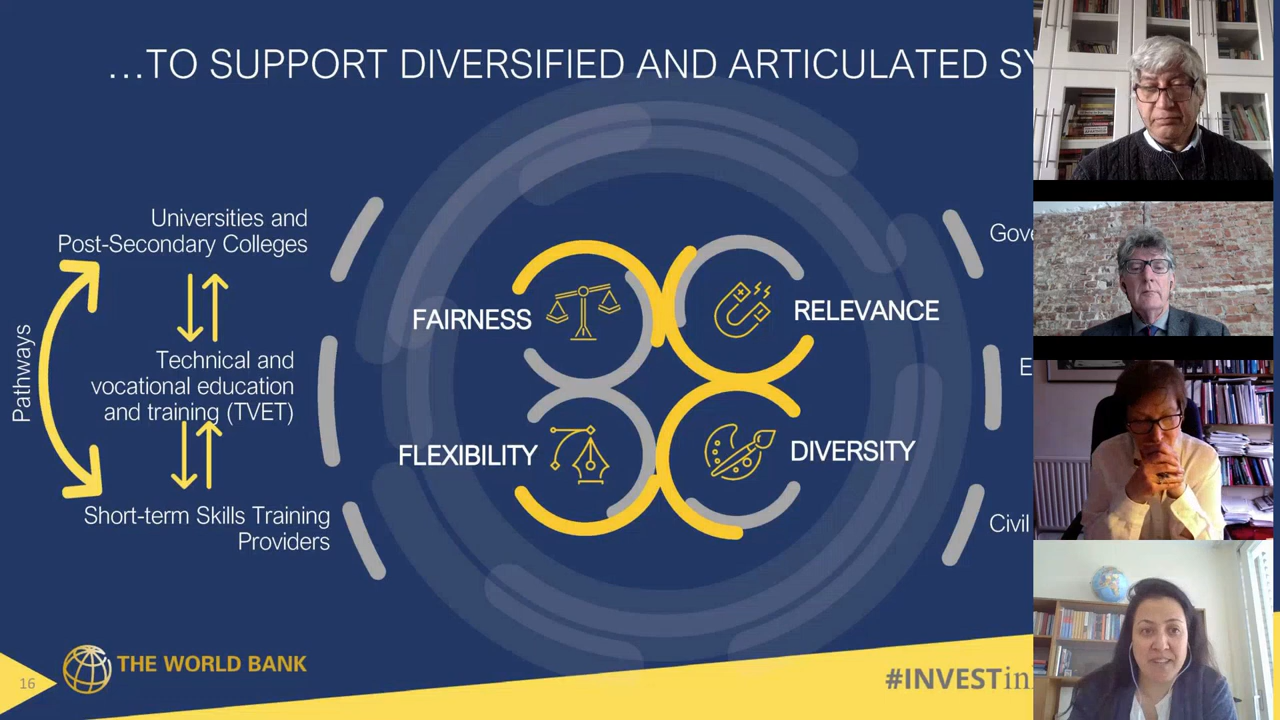 ...TO SUPPORT DIVERSIFIED AND ARTICULATED SY
Universities and
Post-Secondary Colleges
Pathways
Technical and
vocational education
and training (TVET)
Short-term Skills Training
Providers
FAIRNESS
RELEVANCE
FLEXIBILITY
DIVERSITY
Gove
E
Civil
16
THE WORLD BANK
#INVESTin